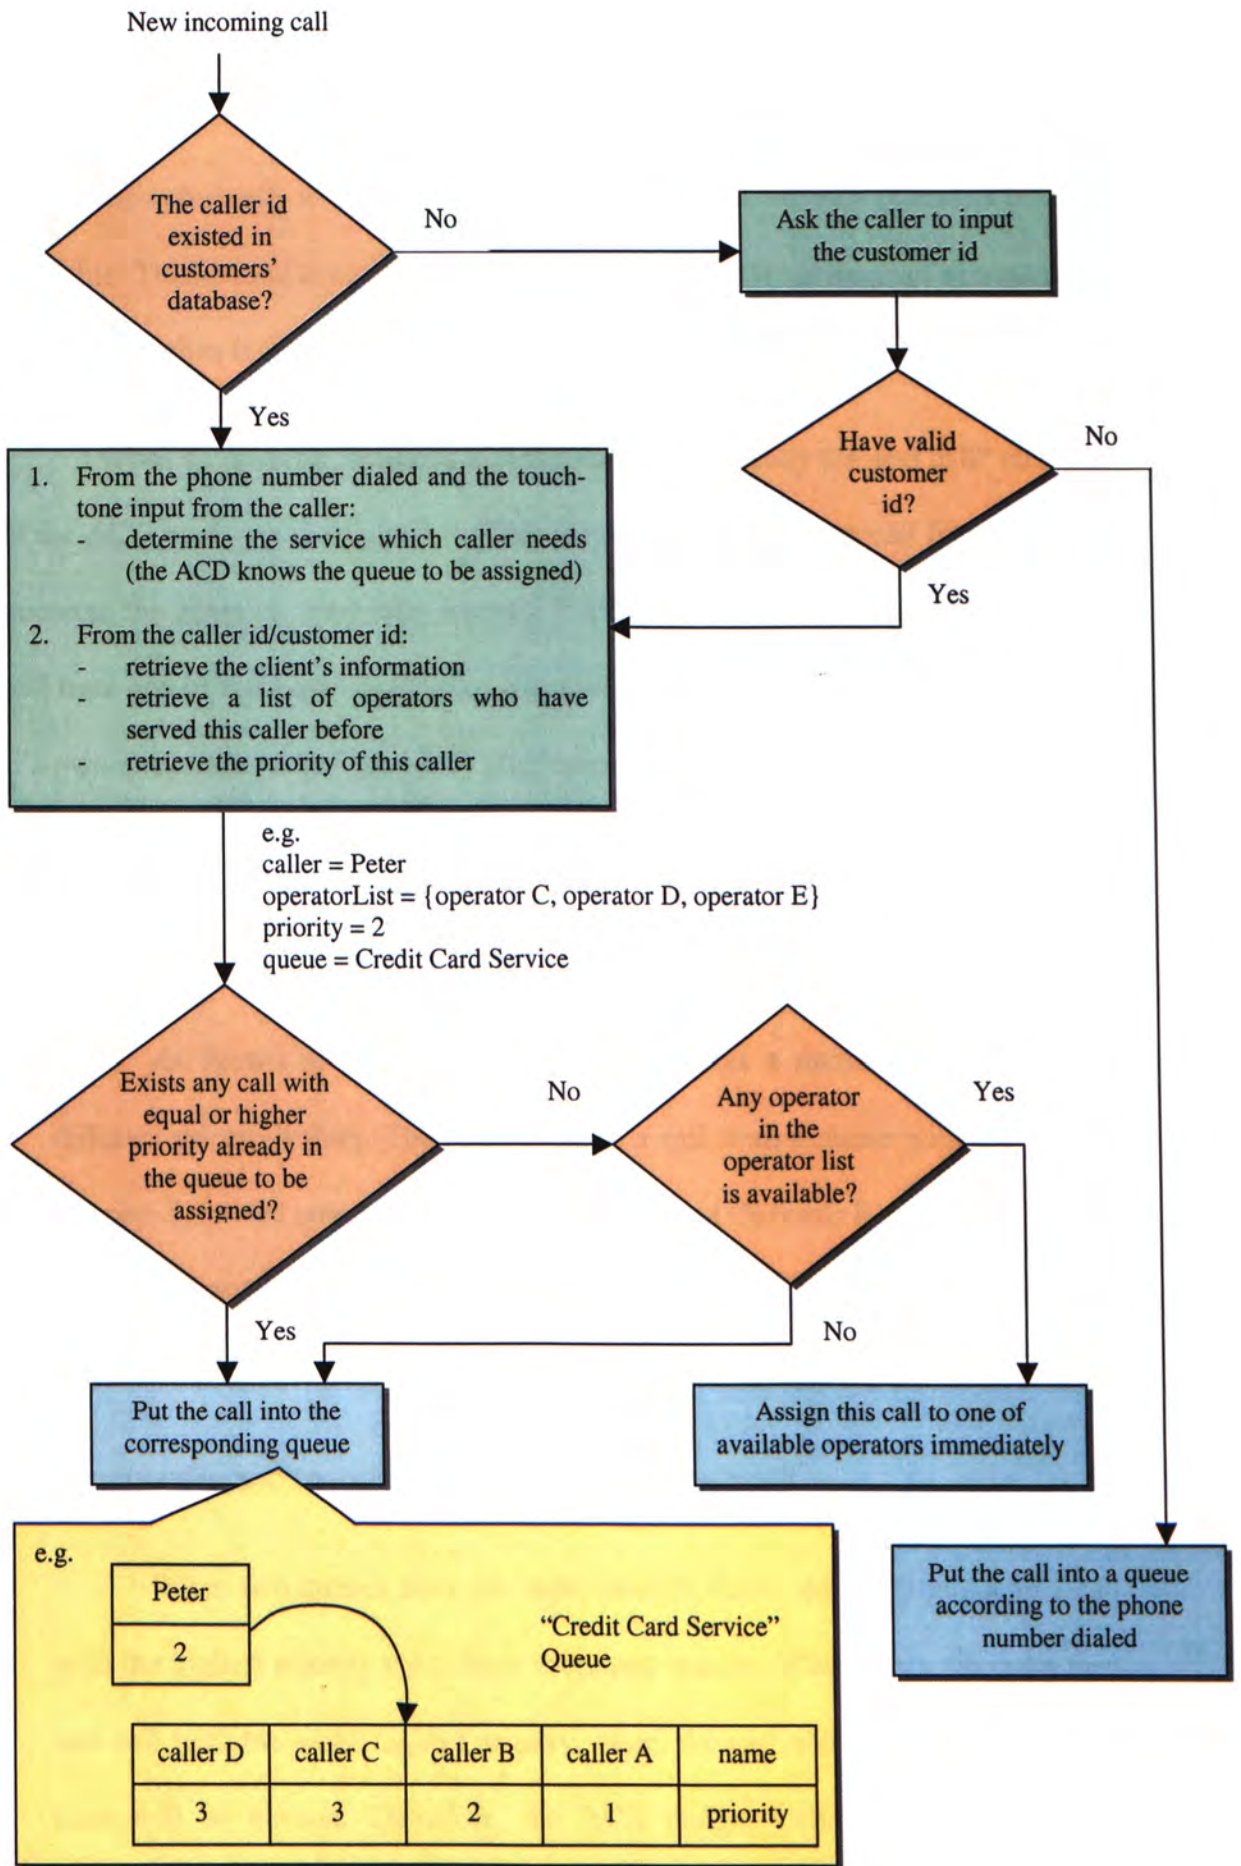 New incoming call
The caller id
existed in
customers'
database?
No
Ask the caller to input
the customer id
Yes
Have valid
customer
id?
No
Yes
1. From the phone number dialed and the touch-
tone input from the caller:
- determine the service which caller needs
(the ACD knows the queue to be assigned)
2. From the caller id/customer id:
- retrieve the client's information
- retrieve a list of operators who have
served this caller before
- retrieve the priority of this caller
e.g.
caller = Peter
operatorList = {operator C, operator D, operator E}
priority = 2
queue = Credit Card Service
Exists any call with
equal or higher
priority already in
the queue to be
assigned?
No
Any operator
in the
operator list
is available?
Yes
Yes
No
Put the call into the
corresponding queue
Assign this call to one of
available operators immediately
Put the call into a queue
according to the phone
number dialed
e.g.
Peter
2
"Credit Card Service"
Queue
caller D caller C caller B caller A name
3 3 2 1 priority